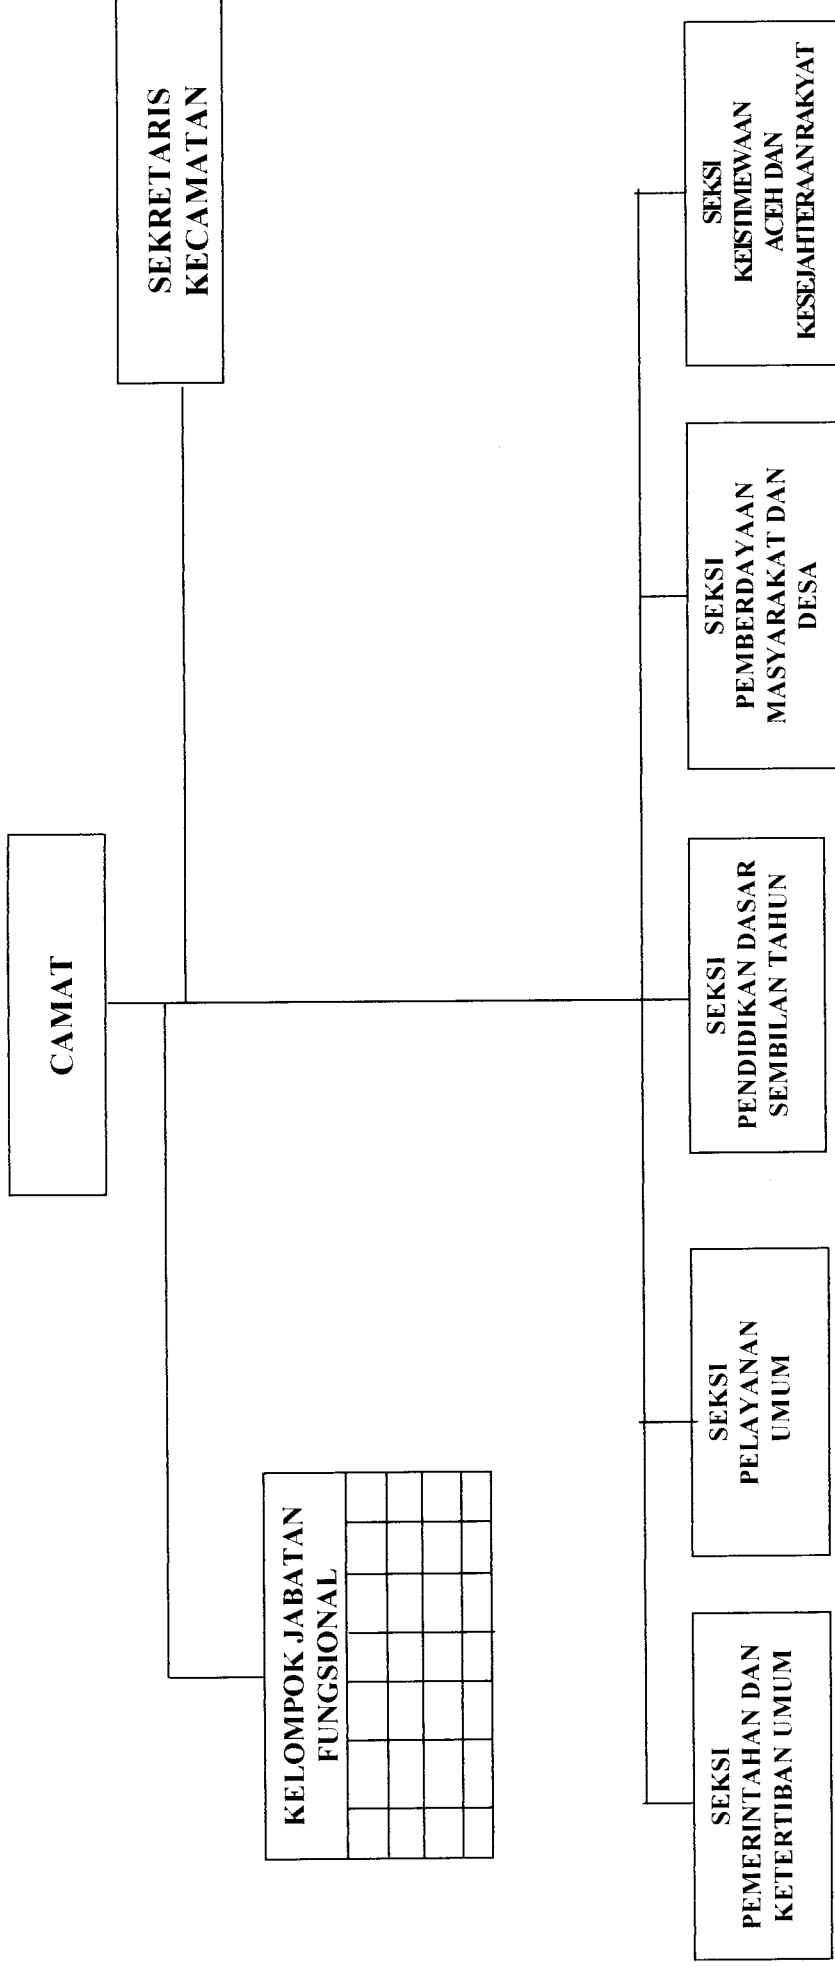 CAMAT
SEKRETARIS
KECAMATAN
KELOMPOK JABATAN
FUNGSIONAL
SEKSI
PEMERINTAHAN DAN
KETERTIBAN UMUM
SEKSI
PELAYANAN
UMUM
SEKSI
PENDIDIKAN DASAR
SEMBILAN TAHUN
SEKSI
PEMBERDAYAAN
MASYARAKAT DAN
DESA
SEKSI
KEISTIMEWAAN
ACEH DAN
KESEJAHTERAAN RAKYAT